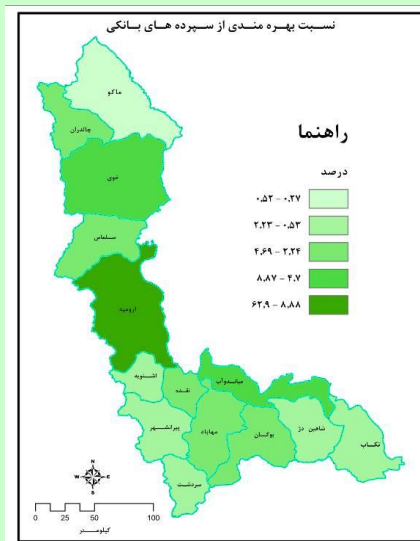 نسبت بهره مندی از سپرده های بانکی
ماکو
چالدران
راهنما
خوی
درصد
۰,۵۲ - ۰,۲۷
۲,۲۳ - ۰,۵۳
سلماس
۴,۶۹ - ۲,۲۴
۸,۸۷ - ۴,۷
ارومیه
۶۲,۹ - ۸,۸۸
اشنویه
نقده
میاندوآب
پیرانشهر
مهاباد
بوکان
شاهین دژ
تکاب
سردشت
N
W E
S
0 25 50 100
کیلومتر